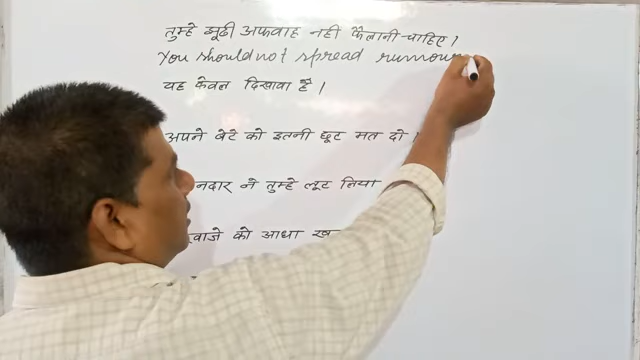 तुम्हे झूठी अफवाह नही फैलानी चाहिए।
You should not spread rumour
यह केवल दिखावा है।
अपने बेटे को इतनी छूट मत दो
नदार ने तुम्हे लूट लिया
वाजे को आधा